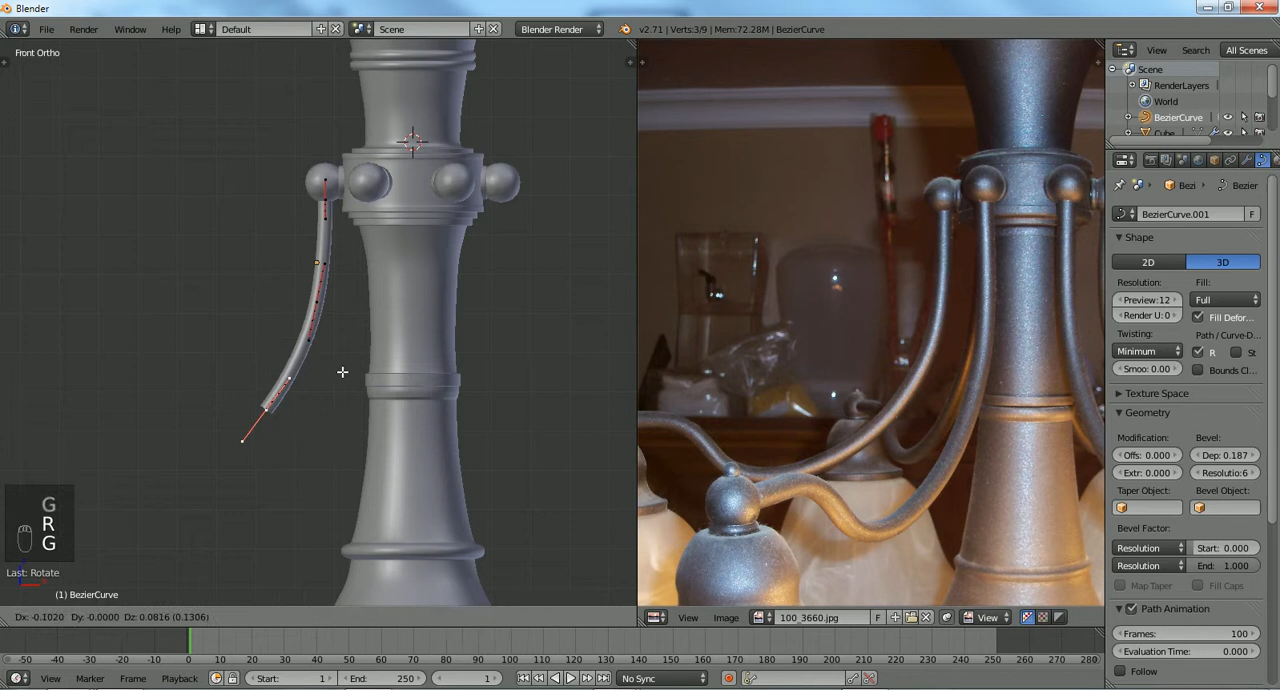 Blender
File Render Window Help Default Scene Blender Render v2.71 | Verts:3/9 | Mem:72.28M | BezierCurve
View Search All Scenes
Front Ortho
Scene
RenderLayers
World
BezierCurve
Cube
Bezi Bezier
BezierCurve.001 F
Shape
2D 3D
Resolution: Fill:
Preview:12 Full
Render U: 0 Fill Defor...
Twisting: Path / Curve-D...
Minimum R St
Smoo: 0.00 Bounds Cl...
Texture Space
Geometry
Modification: Bevel:
Offs: 0.000 Dep: 0.187
Extr: 0.000 Resolutio:6
Taper Object: Bevel Object:
Bevel Factor:
Resolution Start: 0.000
Resolution End: 1.000
Map Taper Fill Caps
Path Animation
Frames: 100
Evaluation Time: 0.000
Follow
G
R
G
Last: Rotate
(1) BezierCurve
Dx: -0.1020 Dy: -0.0000 Dz: 0.0816 (0.1306)
View Image 100_3660.jpg F View
-50 -40 -30 -20 -10 0 10 20 30 40 50 60 70 80 90 100 110 120 130 140 150 160 170 180 190 200 210 220 230 240 250 260 270 280
View Marker Frame Playback Start: 1 End: 250 1 No Sync